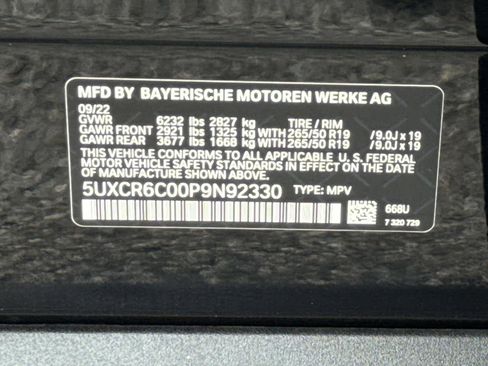 MFD BY BAYERISCHE MOTOREN WERKE AG
09/22
GVWR 6232 lbs 2827 kg TIRE / RIM
GAWR FRONT 2921 lbs 1325 kg WITH 265/50 R19 /9.0J x 19
GAWR REAR 3677 lbs 1668 kg WITH 265/50 R19 /9.0J x 19
THIS VEHICLE CONFORMS TO ALL APPLICABLE U. S. FEDERAL
MOTOR VEHICLE SAFETY STANDARDS IN EFFECT ON THE DATE
OF MANUFACTURE SHOWN ABOVE.
5UXCR6C00P9N92330 TYPE: MPV
668U
7 320 729